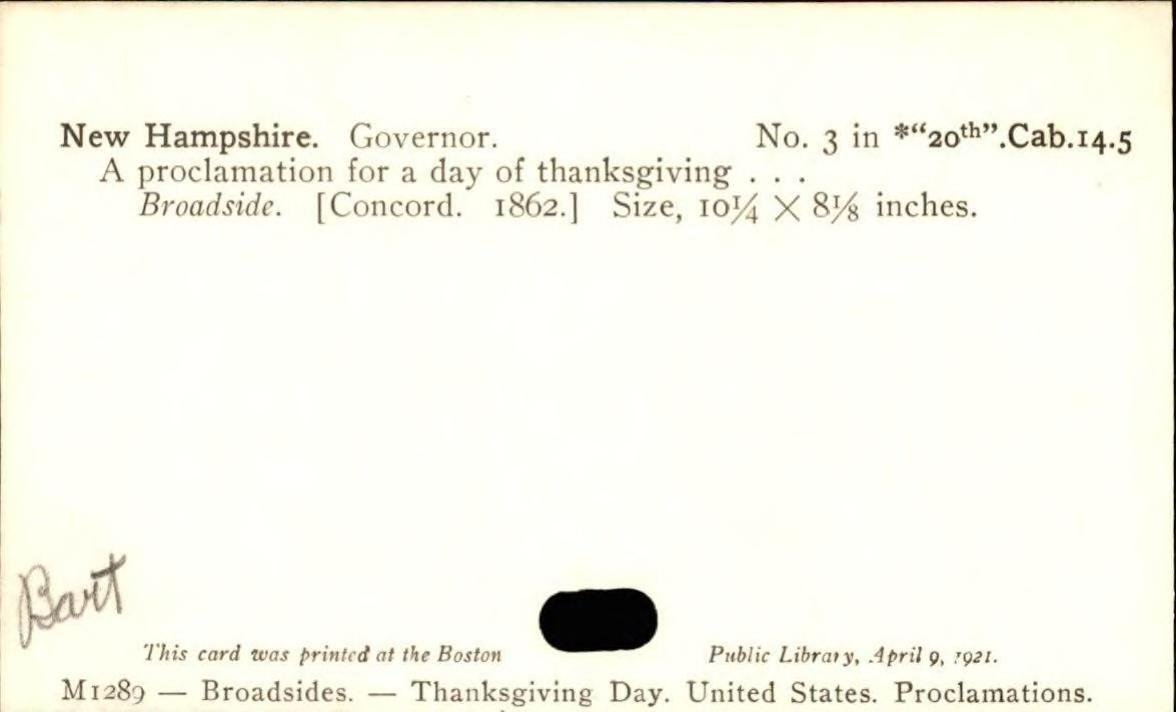 New Hampshire. Governor. No. 3 in *“20th”.Cab.14.5
A proclamation for a day of thanksgiving . . .
Broadside. [Concord. 1862.] Size, 10¼ X 8⅛ inches.
Bart
This card was printed at the Boston Public Library, April 9, 1921.
M1289 — Broadsides. — Thanksgiving Day. United States. Proclamations.